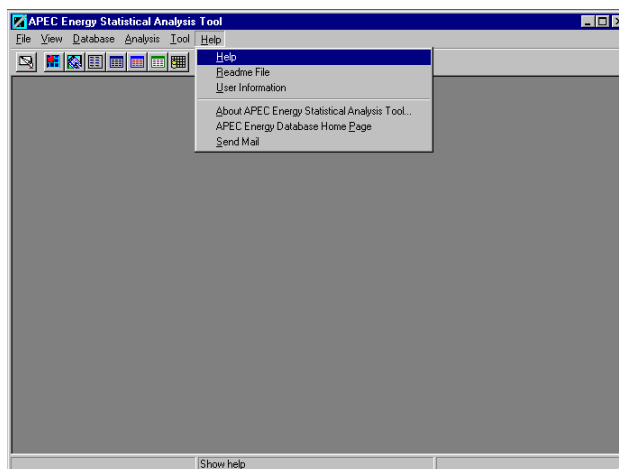 APEC Energy Statistical Analysis Tool
File View Database Analysis Tool Help
Help
Readme File
User Information
About APEC Energy Statistical Analysis Tool...
APEC Energy Database Home Page
Send Mail
Show help